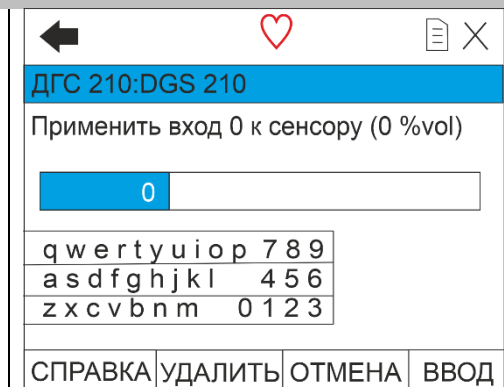 ДГС 210:DGS 210
Применить вход 0 к сенсору (0 %vol)
0
q w e r t y u i o p 7 8 9
a s d f g h j k l 4 5 6
z x c v b n m 0 1 2 3
СПРАВКА УДАЛИТЬ ОТМЕНА ВВОД